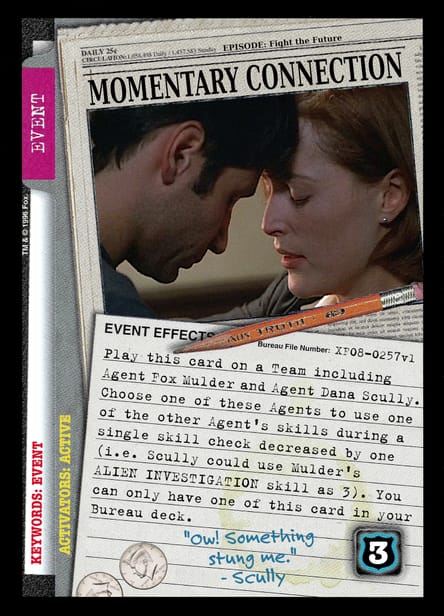 DAILY 25¢
EPISODE: Fight the Future
MOMENTARY CONNECTION
EVENT
TM & © 1996 Fox.
EVENT EFFECTS
Bureau File Number: XF08-0257v1
Play this card on a Team including
Agent Fox Mulder and Agent Dana Scully.
Choose one of these Agents to use one
of the other Agent's skills during a
single skill check decreased by one
(i.e. Scully could use Mulder's
ALIEN INVESTIGATION skill as 3). You
can only have one of this card in your
Bureau deck.
"Ow! Something
stung me."
- Scully
3
KEYWORDS: EVENT
ACTIVATORS: ACTIVE